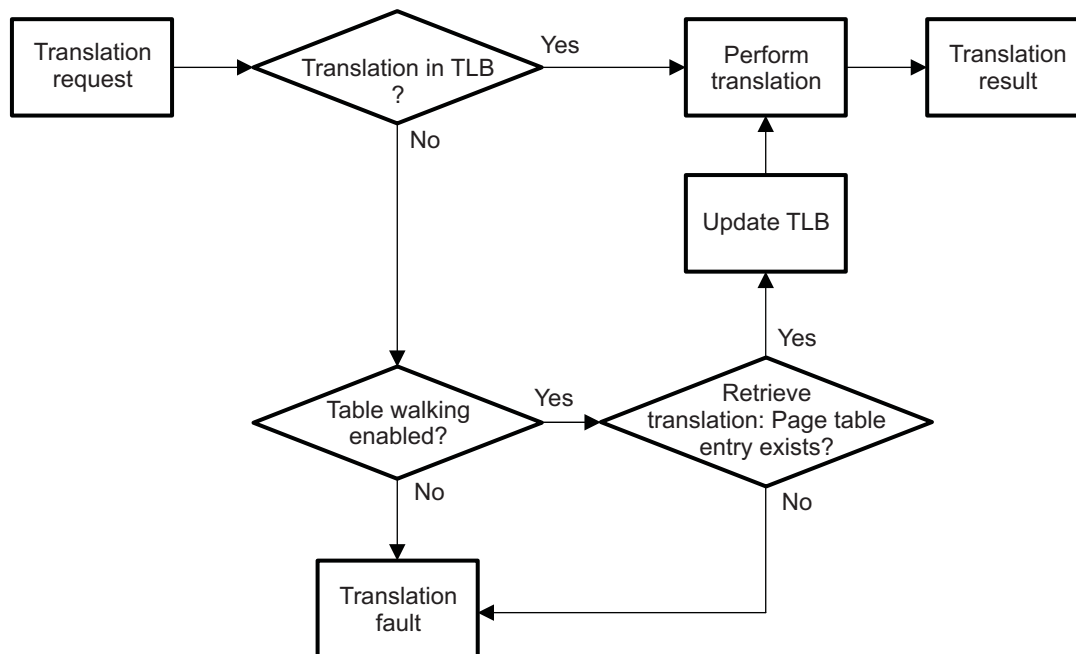 Translation
request
Translation in TLB
?
Yes
No
Perform
translation
Translation
result
Update TLB
Yes
Table walking
enabled?
Yes
No
Retrieve
translation: Page table
entry exists?
No
Translation
fault